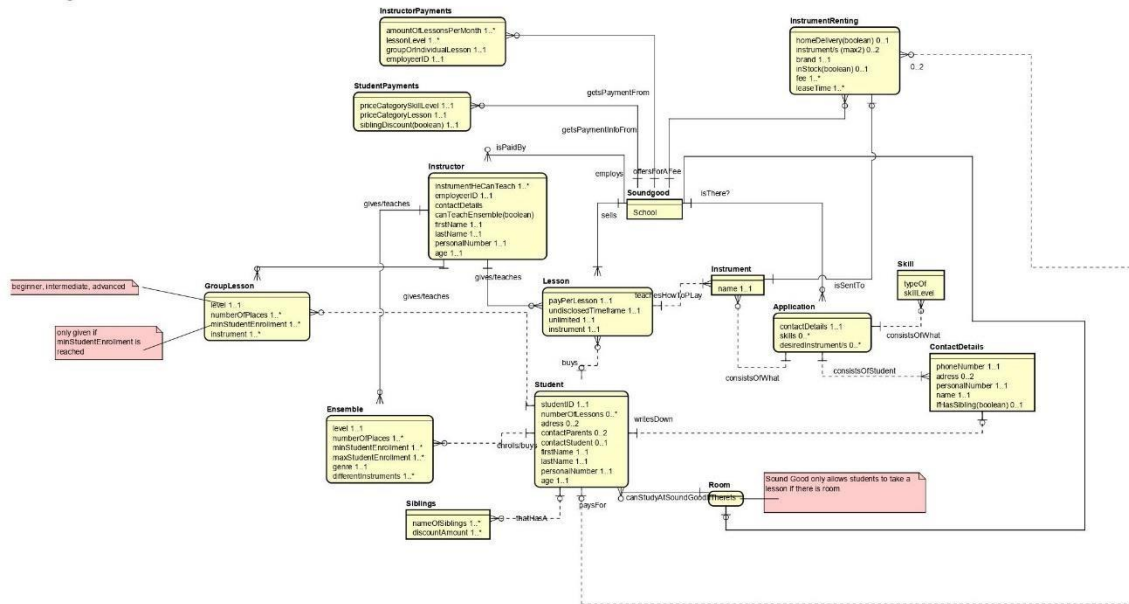 InstructorPayments
amountOfLessonsPerMonth 1..*
lessonLevel 1..*
groupOrIndividualLesson 1..1
employeerID 1..1
InstrumentRenting
homeDelivery(boolean) 0..1
instrument/s (max2) 0..2
brand 1..1
inStock(boolean) 0..1
fee 1..*
leaseTime 1..*
0..2
StudentPayments
priceCategorySkillLevel 1..1
priceCategoryLesson 1..1
siblingDiscount(boolean) 1..1
getsPaymentFrom
getsPaymentInfoFrom
isPaidBy
employs
offersForAFee
isThere?
Instructor
instrumentHeCanTeach 1..*
employeerID 1..1
contactDetails
canTeachEnsemble(boolean)
firstName 1..1
lastName 1..1
personalNumber 1..1
age 1..1
Soundgood
School
gives/teaches
sells
gives/teaches
gives/teaches
beginner, intermediate, advanced
only given if
minStudentEnrollment is
reached
GroupLesson
level 1..1
numberOfPlaces 1..*
minStudentEnrollment 1..*
instrument 1..*
Lesson
payPerLesson 1..1
undisclosedTimeframe 1..1
unlimited 1..1
instrument 1..1
teachesHowToPLay
Instrument
name 1..1
isSentTo
Skill
typeOf
skillLevel
Application
contactDetails 1..1
skills 0..*
desiredInstrument/s 0..*
consistsOfWhat
consistsOfWhat
consistsOfStudent
ContactDetails
phoneNumber 1..1
adress 0..2
personalNumber 1..1
name 1..1
ifHasSibling(boolean) 0..1
buys
Student
studentID 1..1
numberOfLessons 0..*
adress 0..2
contactParents 0..2
contactStudent 0..1
firstName 1..1
lastName 1..1
personalNumber 1..1
age 1..1
writesDown
Ensemble
level 1..1
numberOfPlaces 1..*
minStudentEnrollment 1..*
maxStudentEnrollment 1..*
genre 1..1
differentInstruments 1..*
enrolls/buys
Siblings
nameOfSiblings 1..*
discountAmount 1..*
thatHasA
paysFor
Room
Sound Good only allows students to take a
lesson if there is room